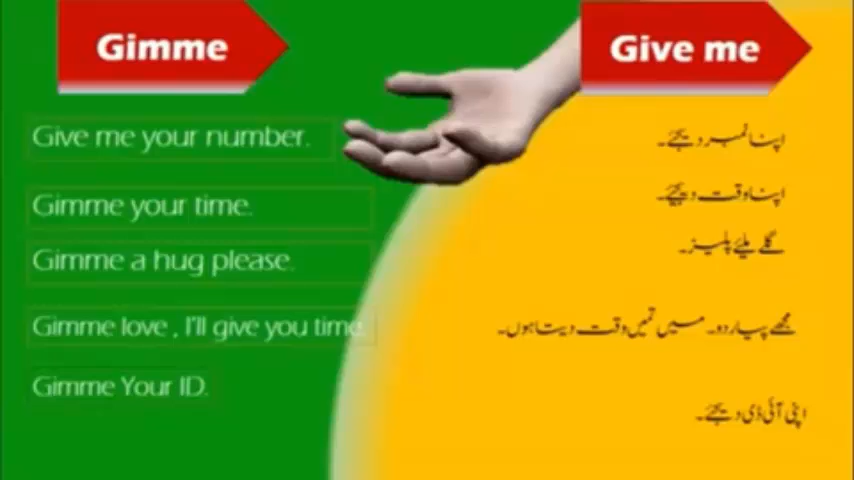 Gimme
Give me
Give me your number.
اپنا نمبر دیجئے۔
Gimme your time.
اپنا وقت دیجئے۔
Gimme a hug please.
گلے ملئے پلیز۔
Gimme love , I'll give you time.
مجھے پیار دو۔ میں تمہیں وقت دیتا ہوں۔
Gimme Your ID.
اپنی آئی ڈی دیجئے۔